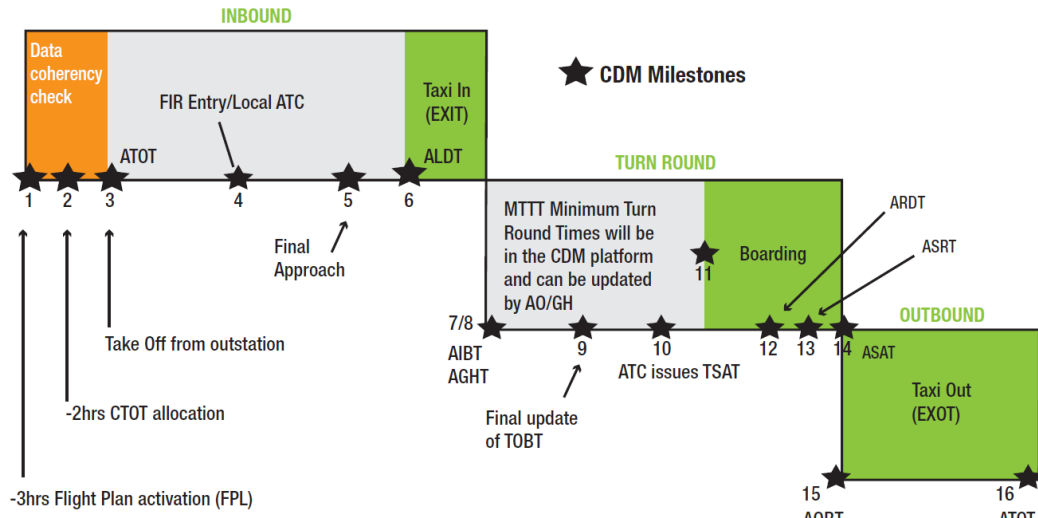 INBOUND
Data
coherency
check
CDM Milestones
FIR Entry/Local ATC
Taxi In
(EXIT)
ATOT
ALDT
1
2
3
4
5
6
TURN ROUND
MTTT Minimum Turn
Round Times will be
in the CDM platform
and can be updated
by AO/GH
Boarding
ARDT
ASRT
Final
Approach
11
7/8
AIBT
AGHT
9
10
12
13
14
OUTBOUND
ASAT
ATC issues TSAT
Take Off from outstation
Final update
of TOBT
Taxi Out
(EXOT)
-2hrs CTOT allocation
-3hrs Flight Plan activation (FPL)
15
16